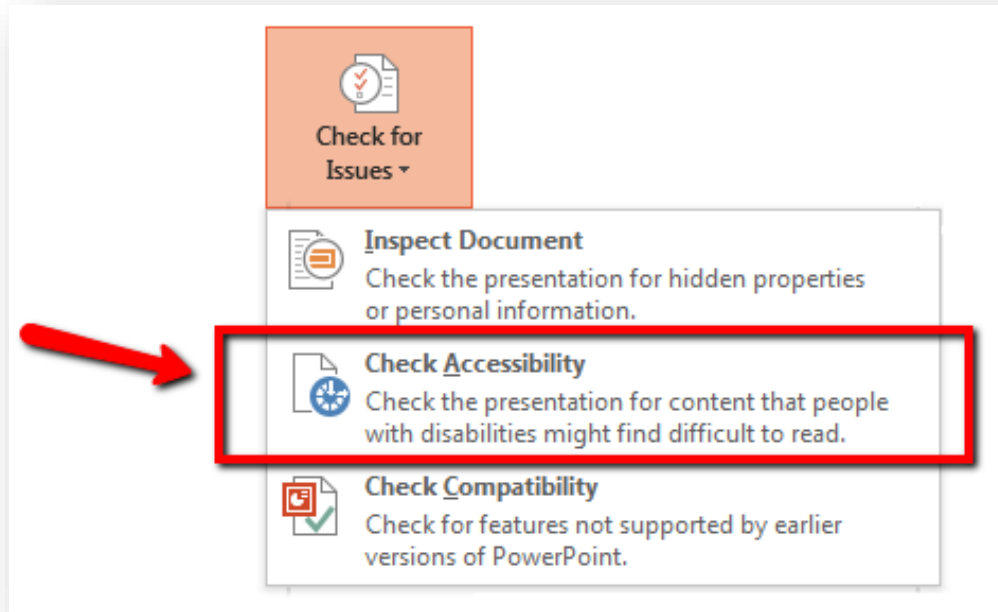 Check for
Issues
Inspect Document
Check the presentation for hidden properties
or personal information.
Check Accessibility
Check the presentation for content that people
with disabilities might find difficult to read.
Check Compatibility
Check for features not supported by earlier
versions of PowerPoint.